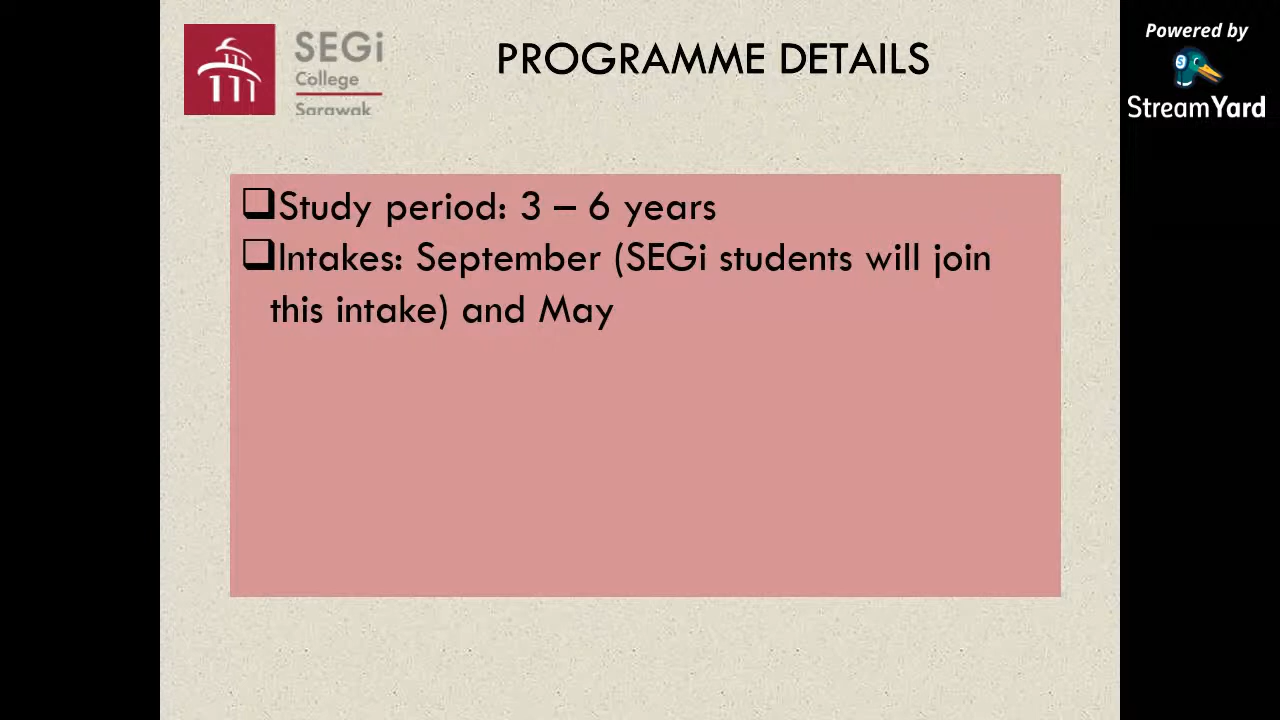 SEGi
College
Sarawak
PROGRAMME DETAILS
Powered by
StreamYard
❑Study period: 3 – 6 years
❑Intakes: September (SEGi students will join
this intake) and May